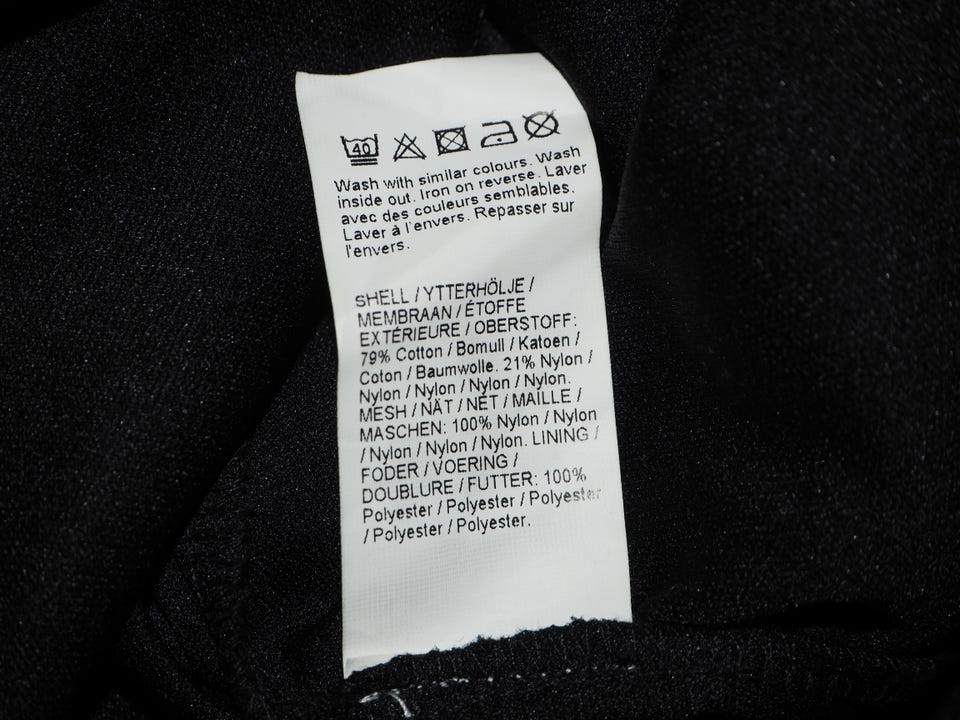 40
Wash with similar colours. Wash
inside out. Iron on reverse. Laver
avec des couleurs semblables.
Laver à l'envers. Repasser sur
l'envers.
SHELL / YTTERHÖLJE /
MEMBRAAN / ÉTOFFE
EXTÉRIEURE / OBERSTOFF:
79% Cotton / Bomull / Katoen /
Coton / Baumwolle. 21% Nylon /
Nylon / Nylon / Nylon / Nylon.
MESH / NÄT / NET / MAILLE /
MASCHEN: 100% Nylon / Nylon
/ Nylon / Nylon / Nylon. LINING /
FODER / VOERING /
DOUBLURE / FUTTER: 100%
Polyester / Polyester / Polyester
/ Polyester / Polyester.